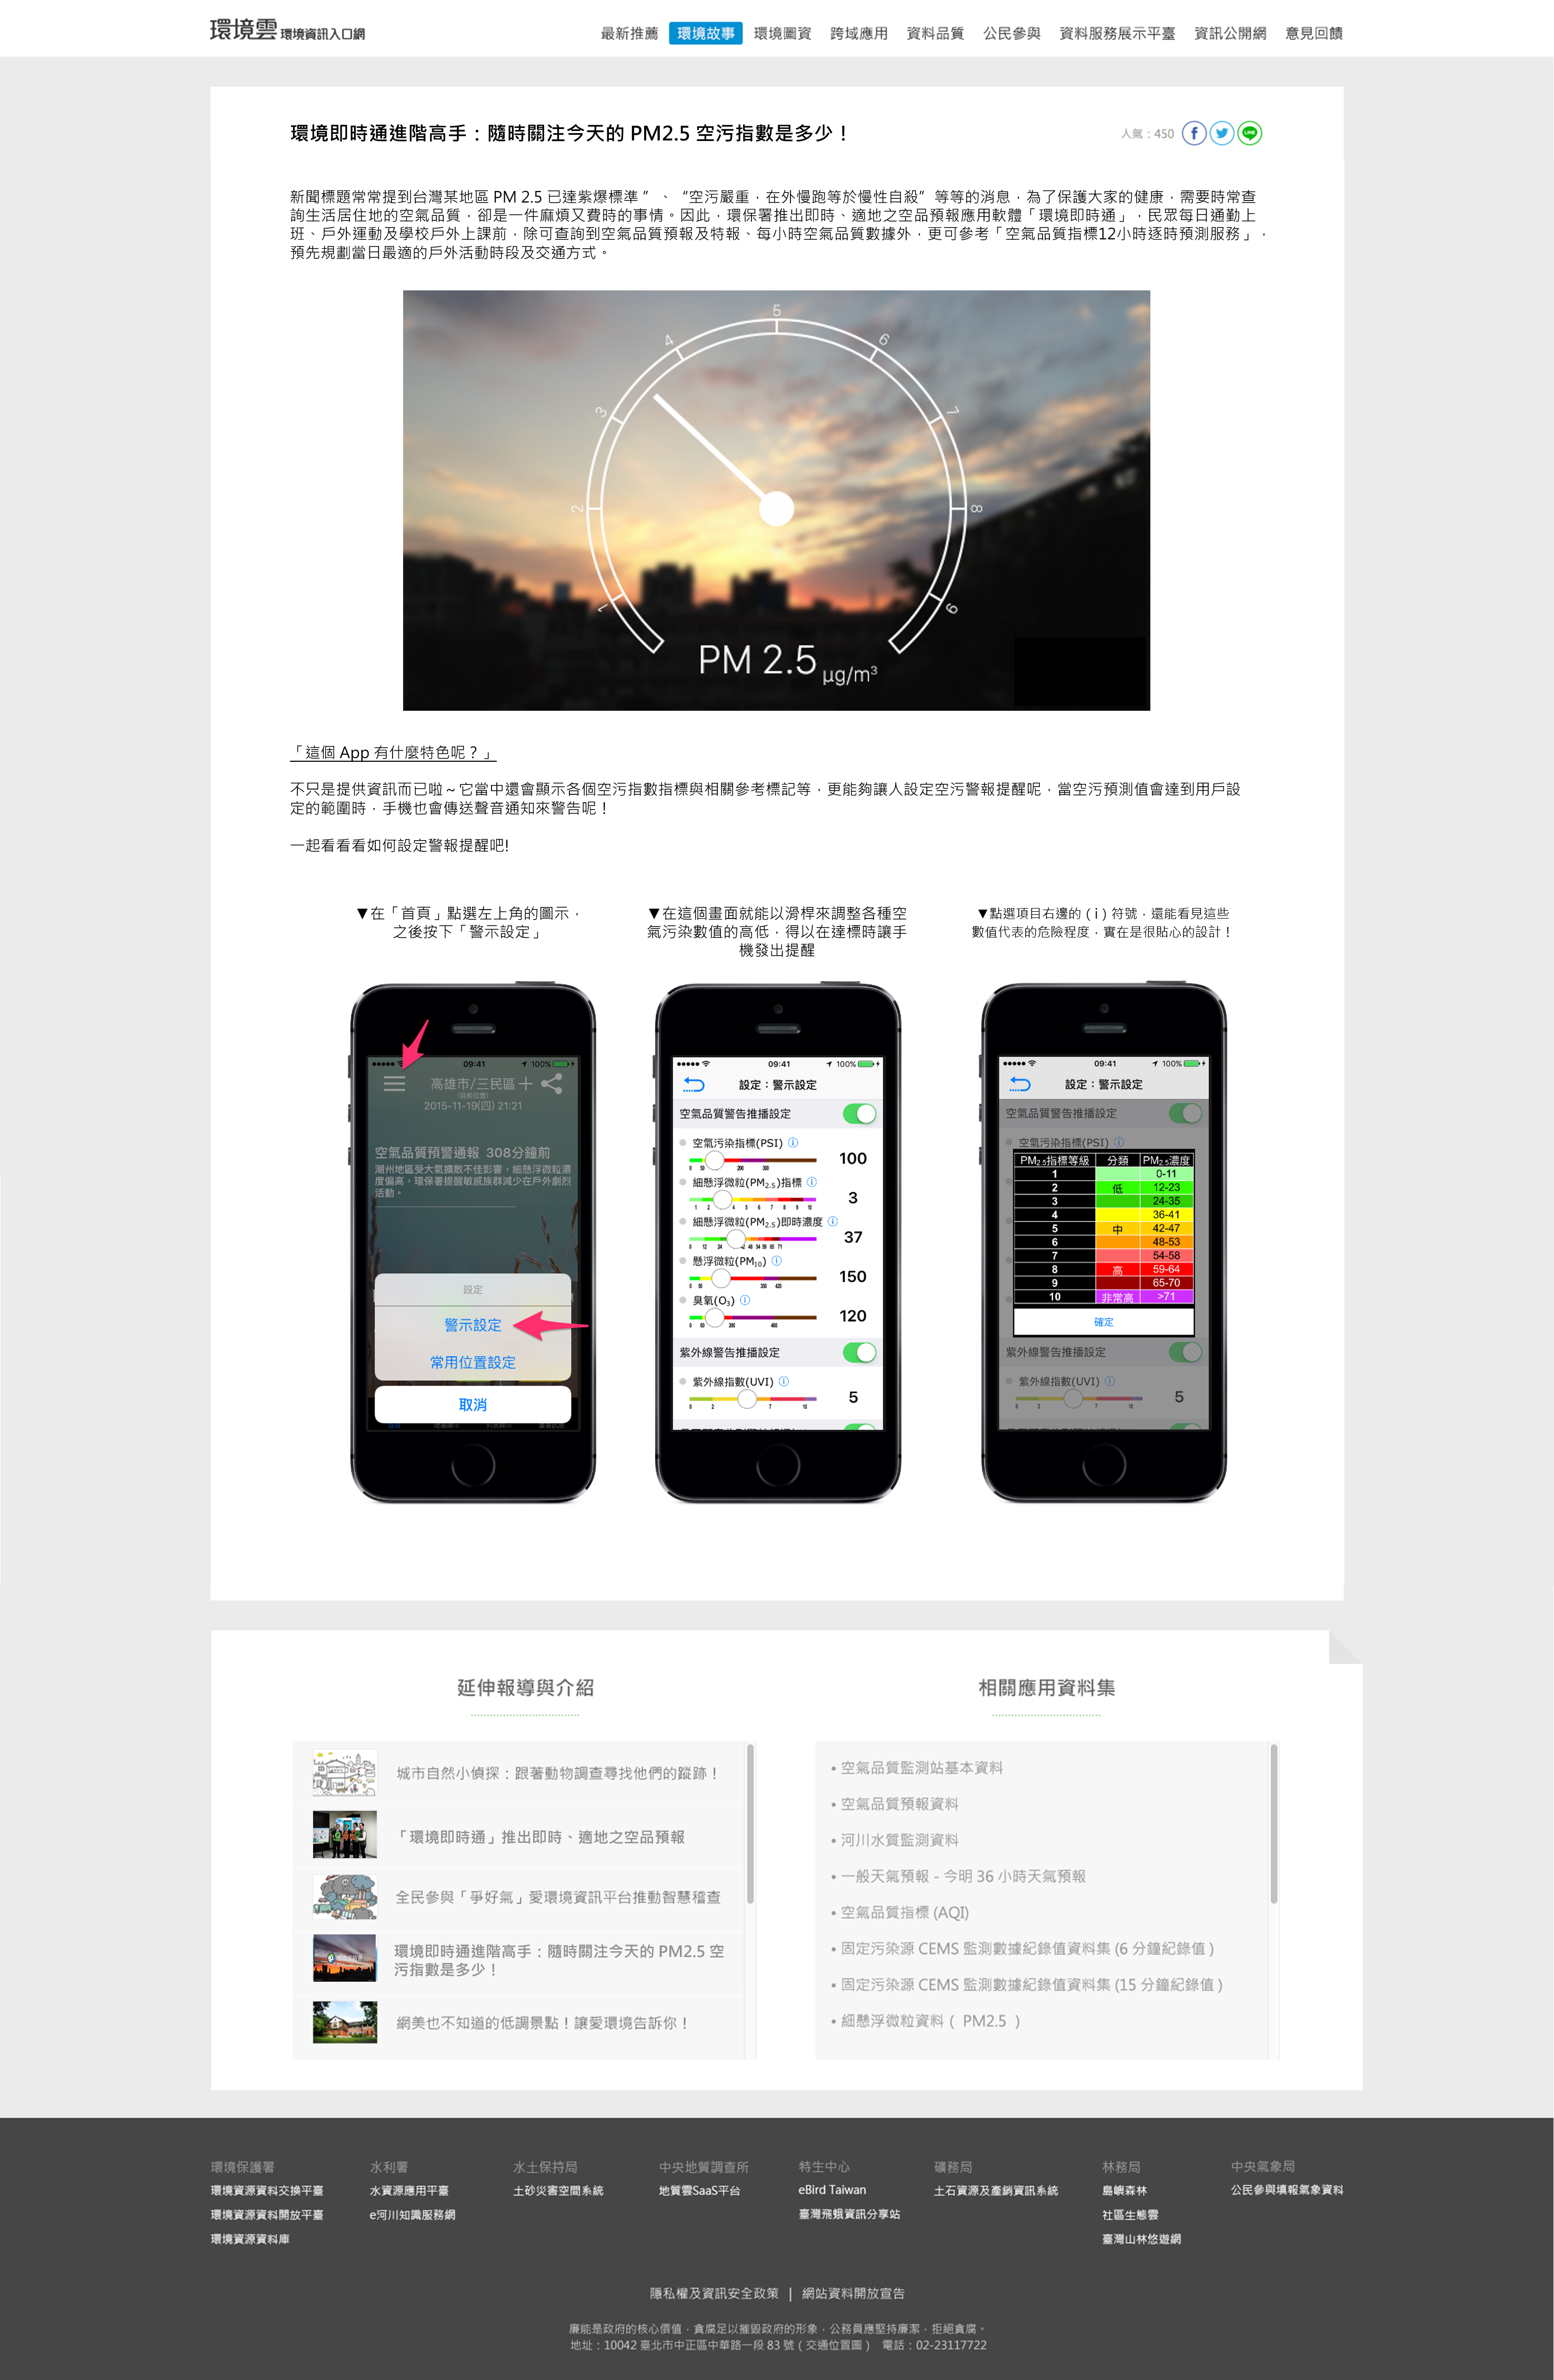 環境雲 環境資訊入口網
最新推薦 環境故事 環境圖資 跨域應用 資料品質 公民參與 資料服務展示平臺 資訊公開網 意見回饋
環境即時通進階高手：隨時關注今天的 PM2.5 空污指數是多少！
人氣：450
新聞標題常常提到台灣某地區 PM 2.5 已達紫爆標準＂、“空污嚴重，在外慢跑等於慢性自殺”等等的消息，為了保護大家的健康，需要時常查
詢生活居住地的空氣品質，卻是一件麻煩又費時的事情。因此，環保署推出即時、適地之空品預報應用軟體「環境即時通」，民眾每日通勤上
班、戶外運動及學校戶外上課前，除可查詢到空氣品質預報及特報、每小時空氣品質數據外，更可參考「空氣品質指標12小時逐時預測服務」，
預先規劃當日最適的戶外活動時段及交通方式。
1 2 3 4 5 6 7 8 9
PM 2.5 μg/m³
「這個 App 有什麼特色呢？」
不只是提供資訊而已啦～它當中還會顯示各個空污指數指標與相關參考標記等，更能夠讓人設定空污警報提醒呢，當空污預測值會達到用戶設
定的範圍時，手機也會傳送聲音通知來警告呢！
一起看看看如何設定警報提醒吧!
▼在「首頁」點選左上角的圖示，
之後按下「警示設定」
▼在這個畫面就能以滑桿來調整各種空
氣污染數值的高低，得以在達標時讓手
機發出提醒
▼點選項目右邊的（i）符號，還能看見這些
數值代表的危險程度，實在是很貼心的設計！
09:41 100%
高雄市/三民區
(目前位置)
2015-11-19(四) 21:21
空氣品質預警通報 308分鐘前
潮州地區受大氣擴散不佳影響，細懸浮微粒濃
度偏高，環保署提醒敏感族群減少在戶外劇烈
活動。
設定
警示設定
常用位置設定
取消
09:41 100%
設定：警示設定
空氣品質警告推播設定
空氣污染指標(PSI)
100
細懸浮微粒(PM2.5)指標
3
細懸浮微粒(PM2.5)即時濃度
37
懸浮微粒(PM10)
150
臭氧(O3)
120
紫外線警告推播設定
紫外線指數(UVI)
5
09:41 100%
設定：警示設定
空氣品質警告推播設定
空氣污染指標(PSI)
PM2.5指標等級 分類 PM2.5濃度
1 0-11
2 低 12-23
3 24-35
4 36-41
5 中 42-47
6 48-53
7 54-58
8 高 59-64
9 65-70
10 非常高 >71
確定
紫外線警告推播設定
紫外線指數(UVI)
5
延伸報導與介紹
城市自然小偵探：跟著動物調查尋找他們的蹤跡！
「環境即時通」推出即時、適地之空品預報
全民參與「爭好氣」愛環境資訊平台推動智慧稽查
環境即時通進階高手：隨時關注今天的 PM2.5 空
污指數是多少！
網美也不知道的低調景點！讓愛環境告訴你！
相關應用資料集
• 空氣品質監測站基本資料
• 空氣品質預報資料
• 河川水質監測資料
• 一般天氣預報 - 今明 36 小時天氣預報
• 空氣品質指標 (AQI)
• 固定污染源 CEMS 監測數據紀錄值資料集 (6 分鐘紀錄值 )
• 固定污染源 CEMS 監測數據紀錄值資料集 (15 分鐘紀錄值 )
• 細懸浮微粒資料（ PM2.5 ）
環境保護署
環境資源資料交換平臺
環境資源資料開放平臺
環境資源資料庫
水利署
水資源應用平臺
e河川知識服務網
水土保持局
土砂災害空間系統
中央地質調查所
地質雲SaaS平台
特生中心
eBird Taiwan
臺灣飛蛾資訊分享站
礦務局
土石資源及產銷資訊系統
林務局
島嶼森林
社區生態雲
臺灣山林悠遊網
中央氣象局
公民參與填報氣象資料
隱私權及資訊安全政策 | 網站資料開放宣告
廉能是政府的核心價值，貪腐足以摧毀政府的形象，公務員應堅持廉潔，拒絕貪腐。
地址：10042 臺北市中正區中華路一段 83 號 ( 交通位置圖 ) 電話：02-23117722